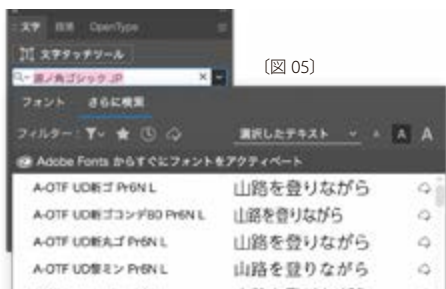 文字 段落 OpenType
文字タッチツール
源ノ角ゴシック JP
〔図 05〕
フォント さらに検索
フィルター： 選択したテキスト A A A
Adobe Fonts からすぐにフォントをアクティベート
A-OTF UD新ゴ Pr6N L 山路を登りながら
A-OTF UD新ゴコンデ80 Pr6N L 山路を登りながら
A-OTF UD新丸ゴ Pr6N L 山路を登りながら
A-OTF UD黎ミン Pr6N L 山路を登りながら